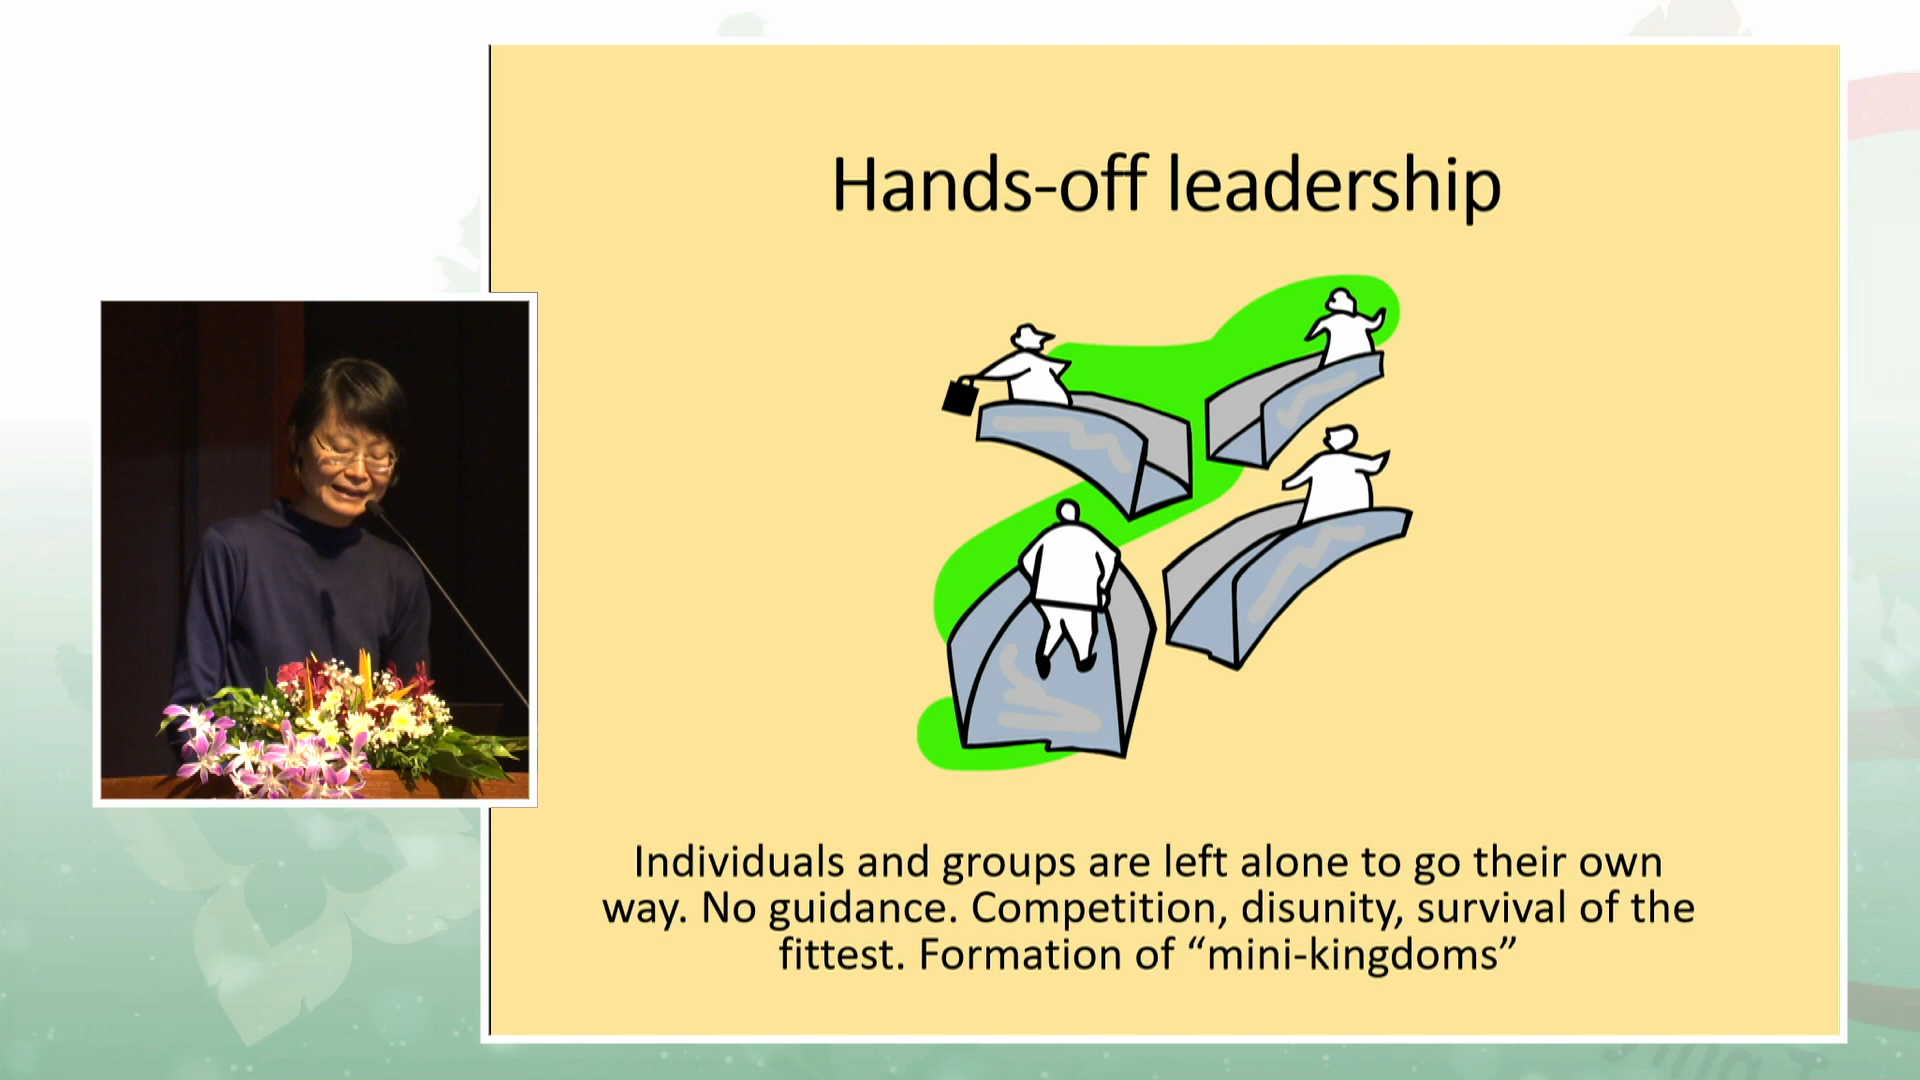 Hands-off leadership
Individuals and groups are left alone to go their own
way. No guidance. Competition, disunity, survival of the
fittest. Formation of “mini-kingdoms”